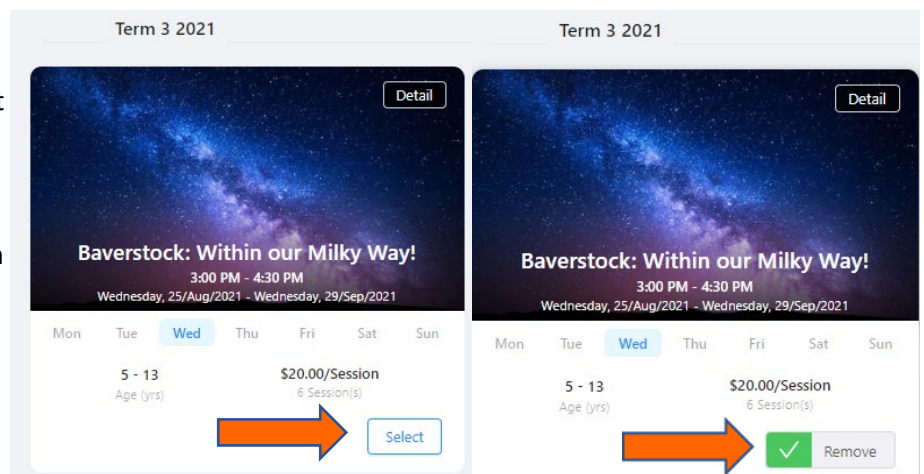 Term 3 2021
t
Detail
n
Baverstock: Within our Milky Way!
3:00 PM - 4:30 PM
Wednesday, 25/Aug/2021 - Wednesday, 29/Sep/2021
Mon Tue Wed Thu Fri Sat Sun
5 - 13 $20.00/Session
Age (yrs) 6 Session(s)
Select
Term 3 2021
Detail
Baverstock: Within our Milky Way!
3:00 PM - 4:30 PM
Wednesday, 25/Aug/2021 - Wednesday, 29/Sep/2021
Mon Tue Wed Thu Fri Sat Sun
5 - 13 $20.00/Session
Age (yrs) 6 Session(s)
Remove